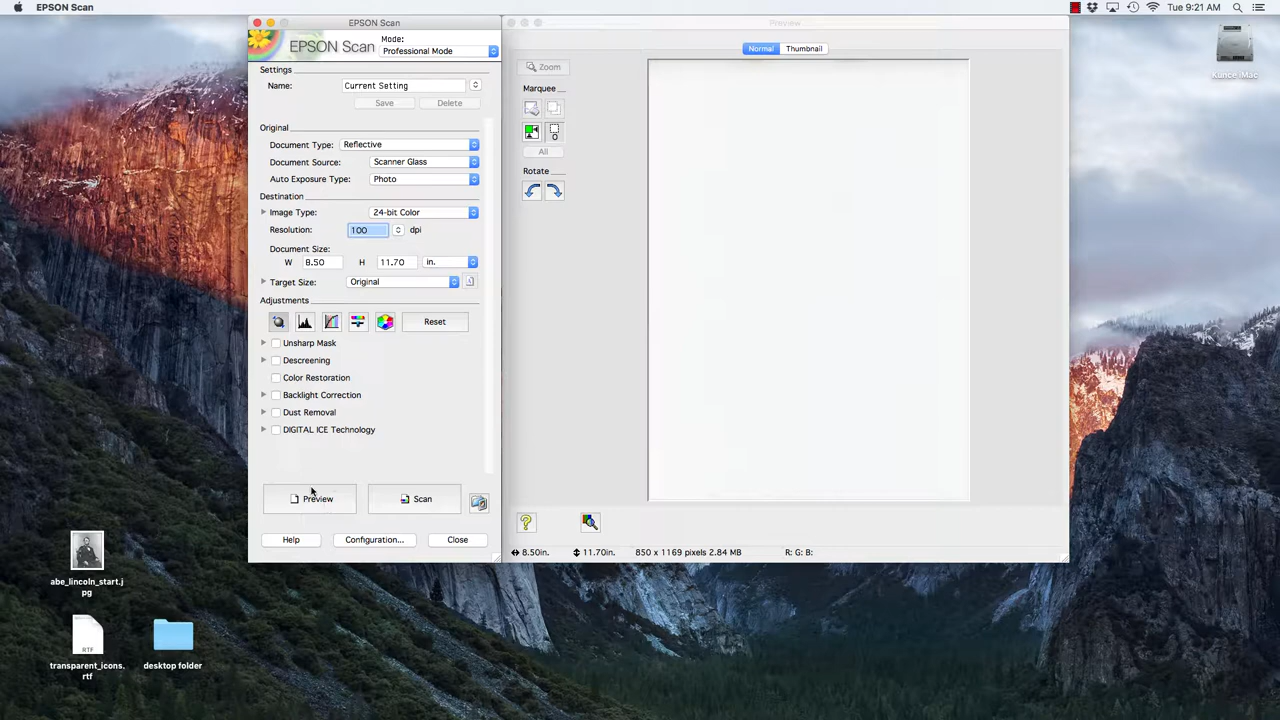 EPSON Scan
Tue 9:21 AM
EPSON Scan
Preview
EPSON Scan
Mode:
Professional Mode
Settings
Name:
Current Setting
Save
Delete
Original
Document Type:
Reflective
Document Source:
Scanner Glass
Auto Exposure Type:
Photo
Destination
Image Type:
24-bit Color
Resolution:
100
dpi
Document Size:
W 8.50 H 11.70 in.
Target Size:
Original
Adjustments
Reset
Unsharp Mask
Descreening
Color Restoration
Backlight Correction
Dust Removal
DIGITAL ICE Technology
Preview
Scan
Help
Configuration...
Close
Normal
Thumbnail
Zoom
Marquee
0
All
Rotate
?
8.50in.
11.70in.
850 x 1169 pixels 2.84 MB
R: G: B:
Kunce iMac
abe_lincoln_start.j
pg
RTF
transparent_icons.
rtf
desktop folder